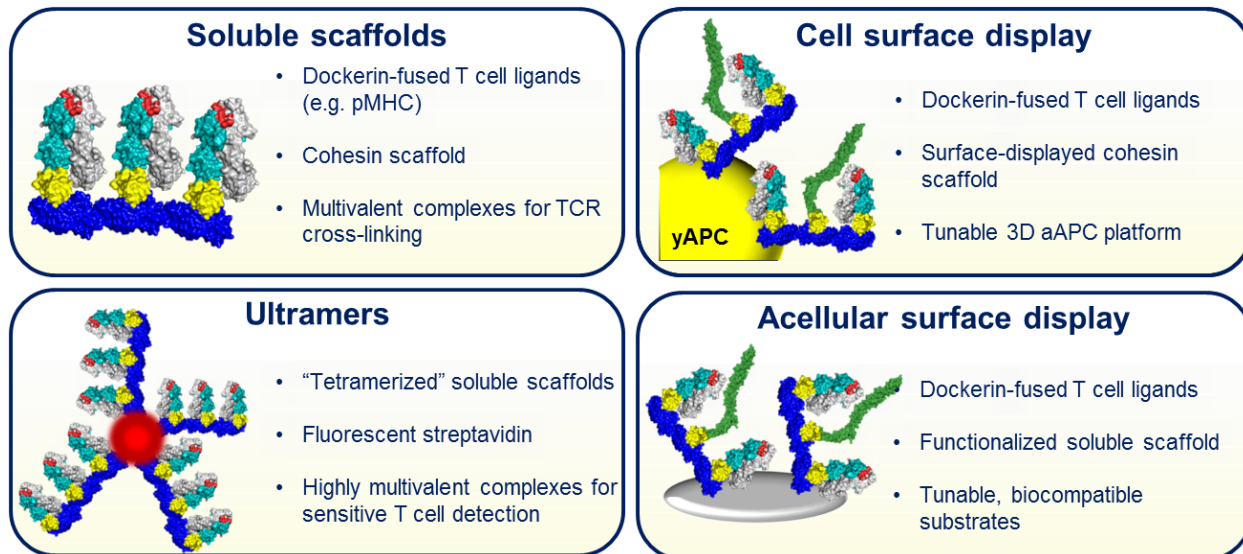 Soluble scaffolds
• Dockerin-fused T cell ligands
(e.g. pMHC)
• Cohesin scaffold
• Multivalent complexes for TCR
cross-linking
Cell surface display
• Dockerin-fused T cell ligands
• Surface-displayed cohesin
scaffold
• Tunable 3D aAPC platform
yAPC
Ultramers
• “Tetramerized” soluble scaffolds
• Fluorescent streptavidin
• Highly multivalent complexes for
sensitive T cell detection
Acellular surface display
• Dockerin-fused T cell ligands
• Functionalized soluble scaffold
• Tunable, biocompatible
substrates